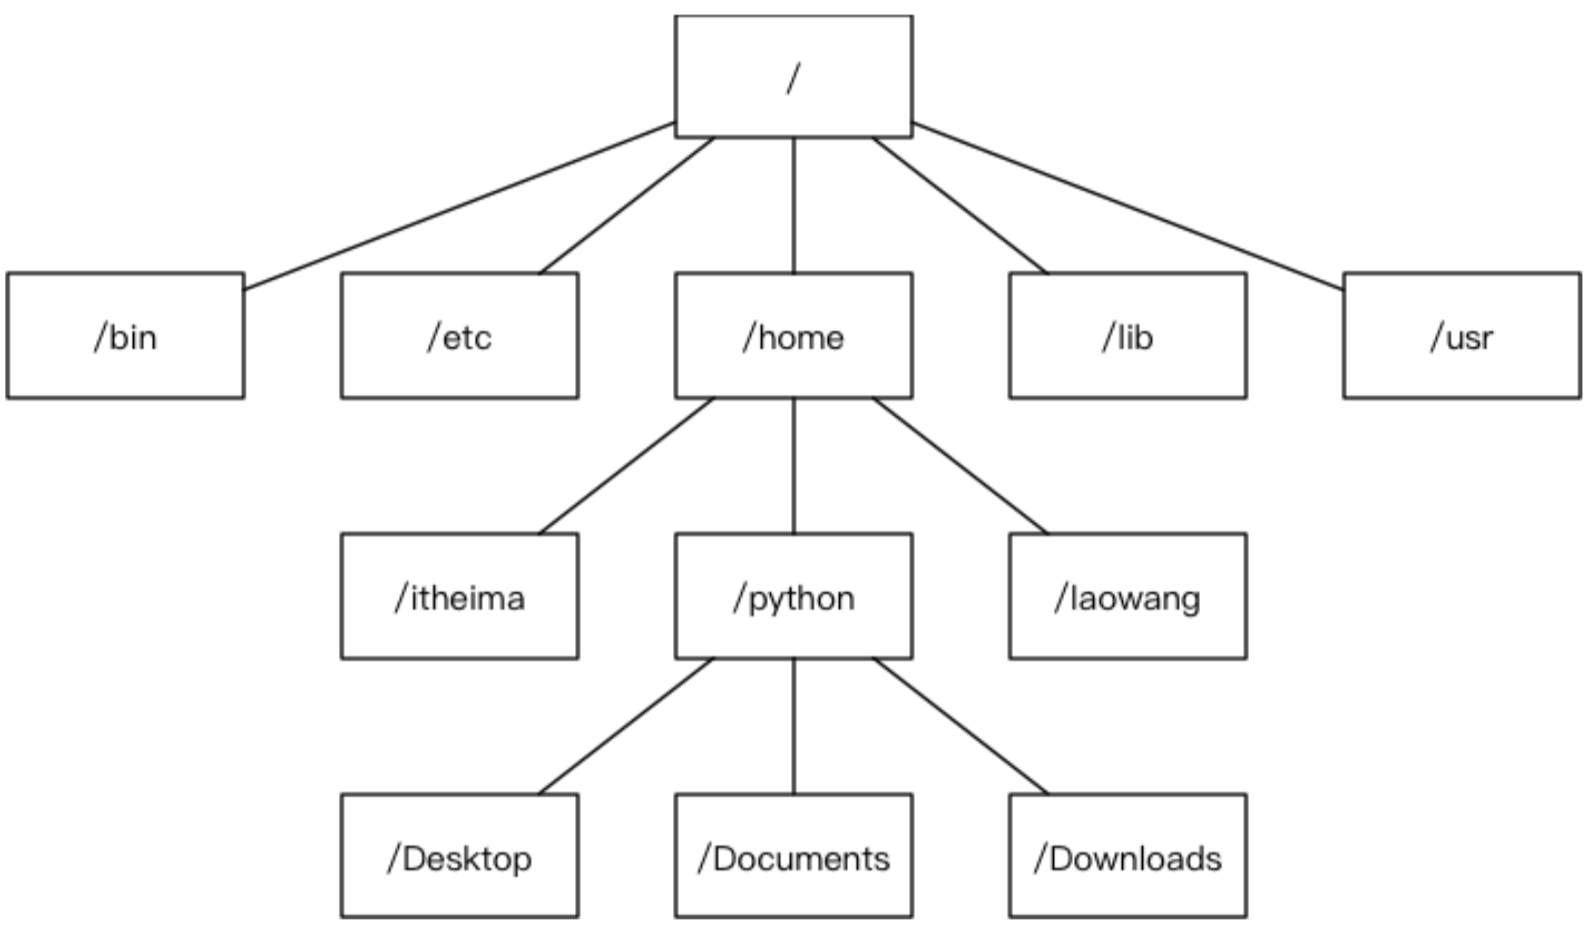 /
/bin
/etc
/home
/lib
/usr
/itheima
/python
/laowang
/Desktop
/Documents
/Downloads